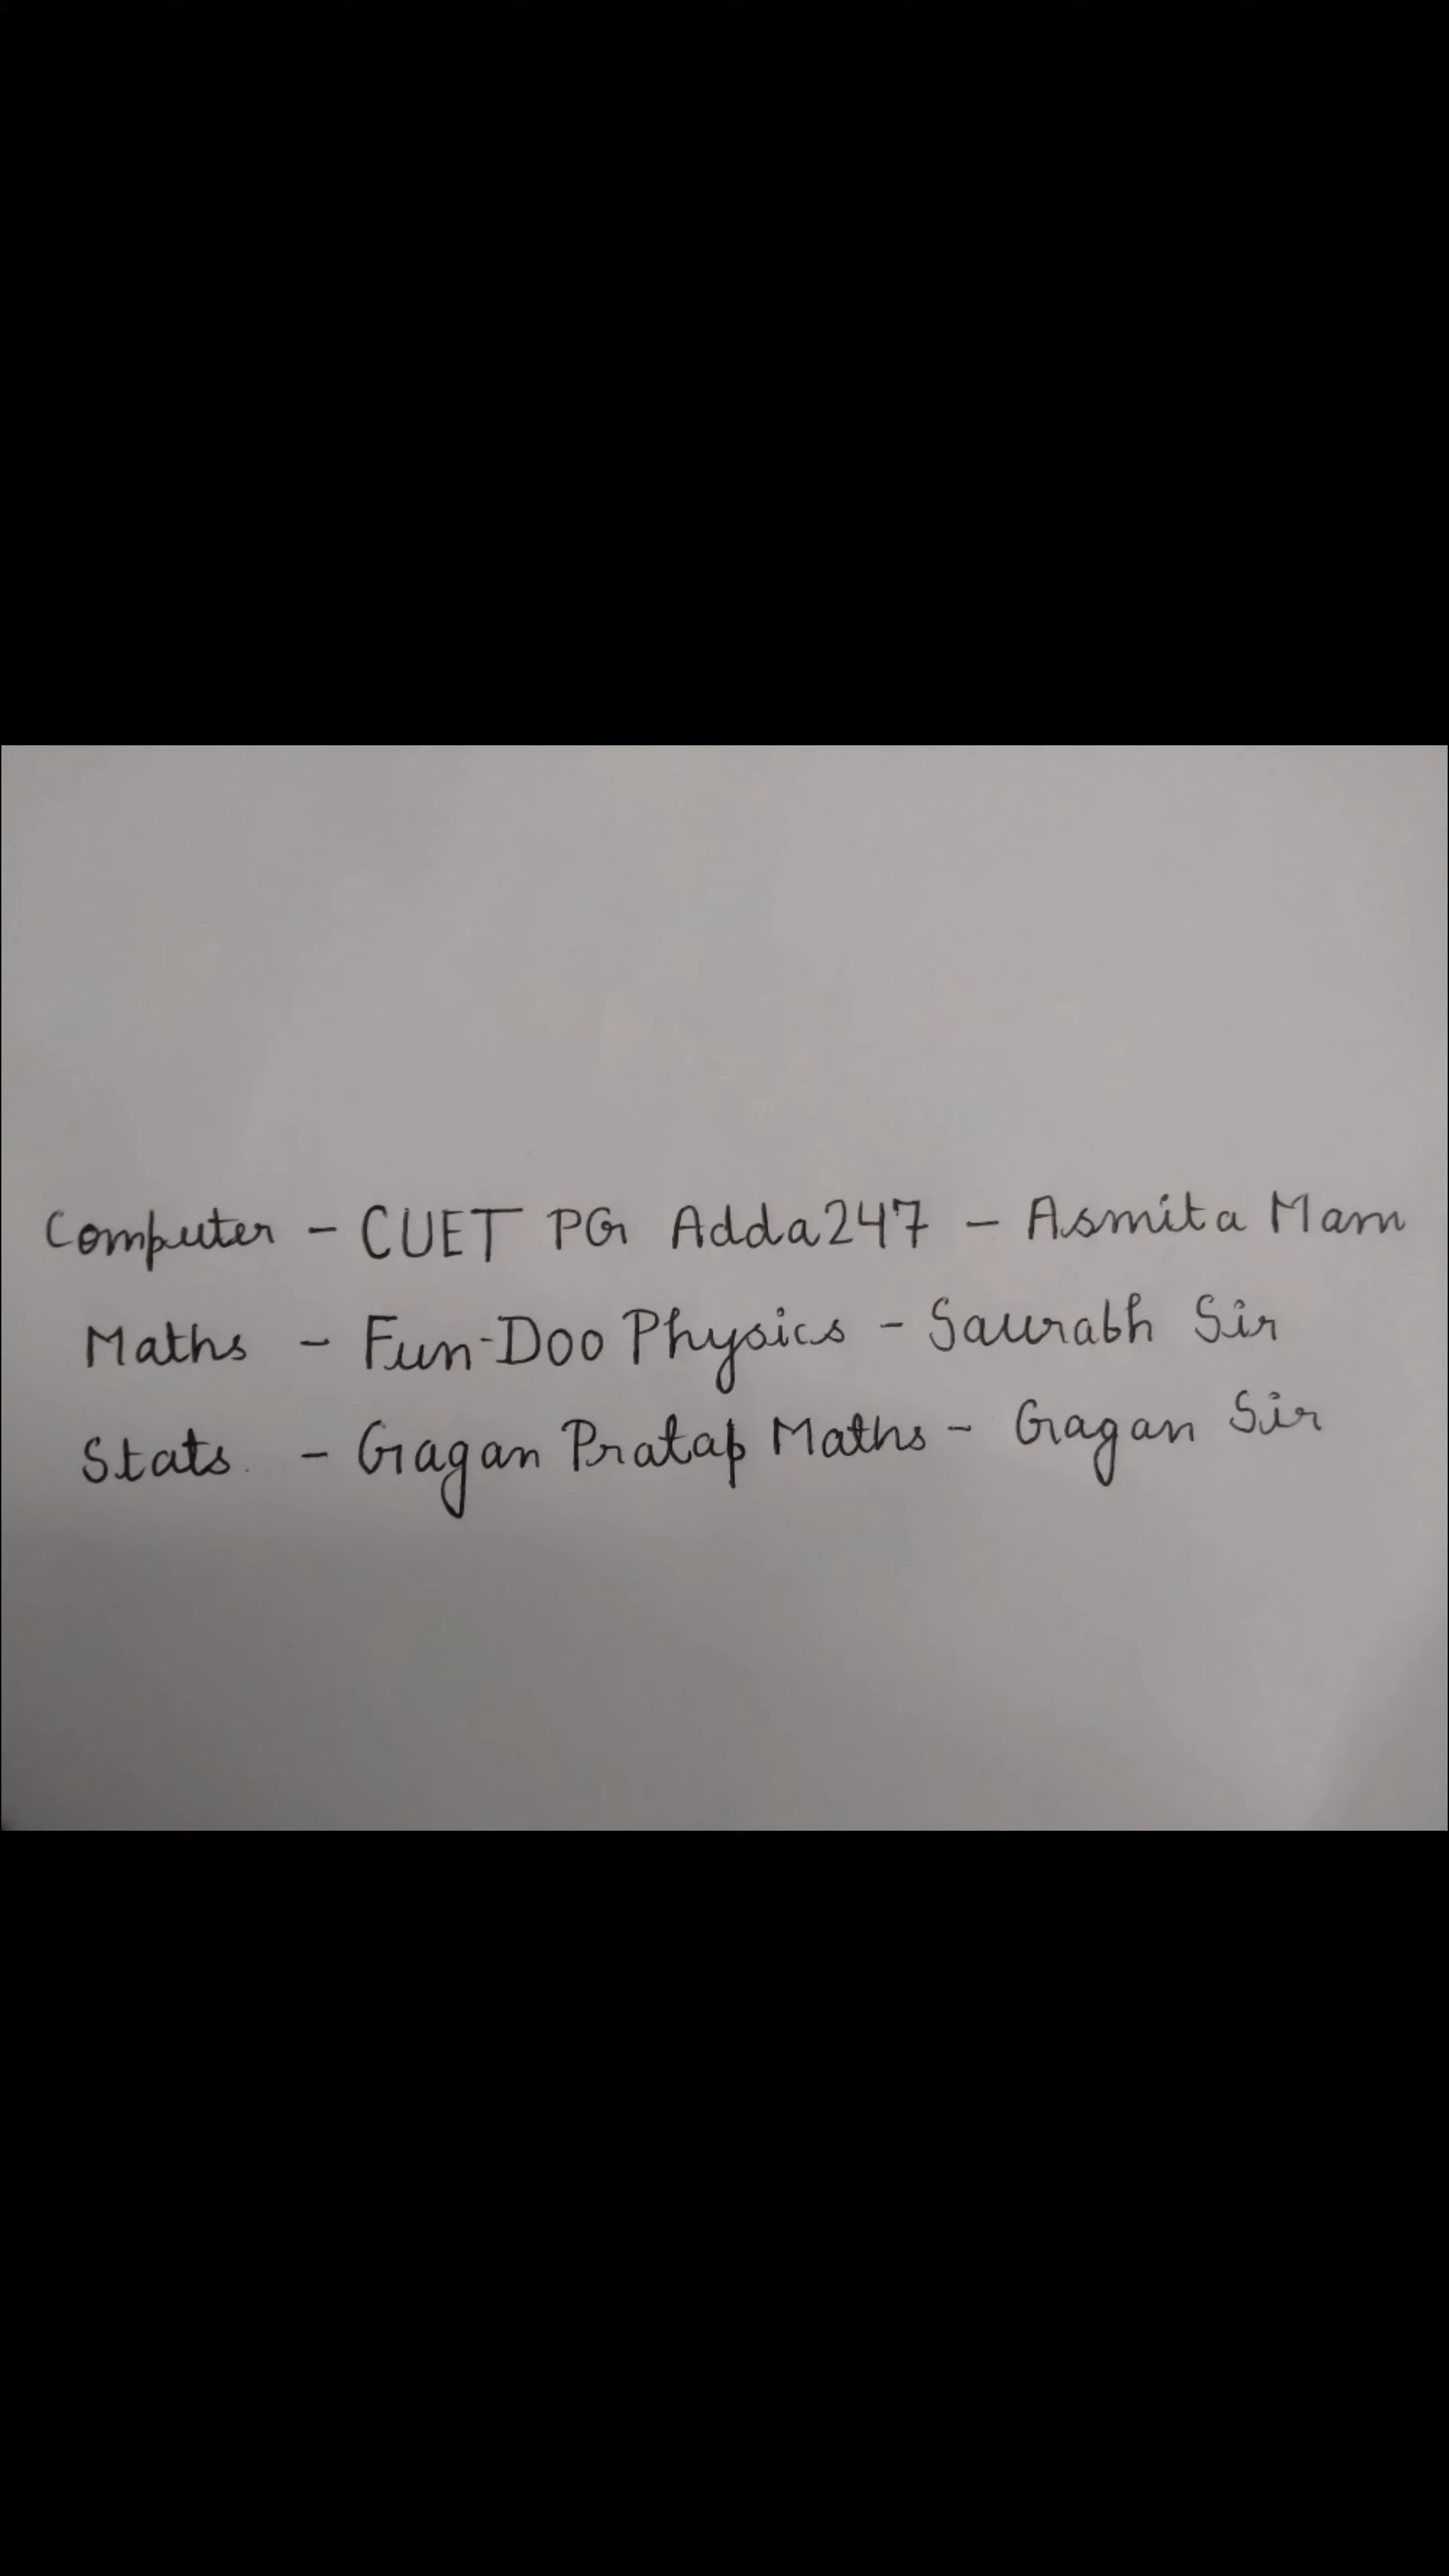 Computer - CUET PG Adda247 - Asmita Mam
Maths - Fun-Doo Physics - Saurabh Sir
Stats. - Gagan Pratap Maths - Gagan Sir